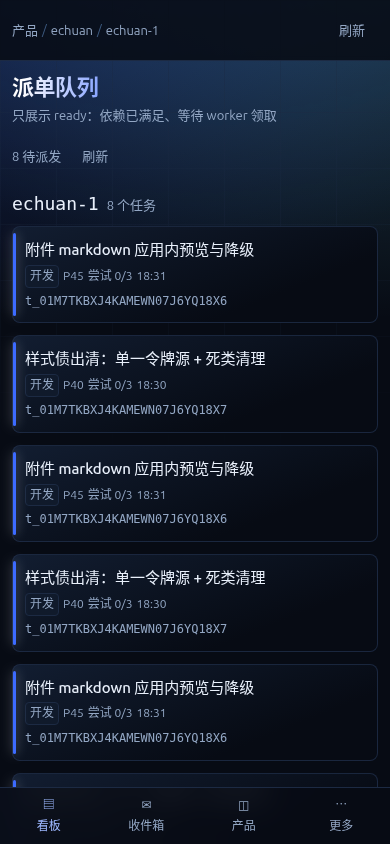 产品 / echuan / echuan-1
刷新
派单队列
只展示 ready：依赖已满足、等待 worker 领取
8 待派发 刷新
echuan-1 8 个任务
附件 markdown 应用内预览与降级
开发 P45 尝试 0/3 18:31
t_01M7TKBXJ4KAMEWN07J6YQ18X6
样式债出清：单一令牌源 + 死类清理
开发 P40 尝试 0/3 18:30
t_01M7TKBXJ4KAMEWN07J6YQ18X7
附件 markdown 应用内预览与降级
开发 P45 尝试 0/3 18:31
t_01M7TKBXJ4KAMEWN07J6YQ18X6
样式债出清：单一令牌源 + 死类清理
开发 P40 尝试 0/3 18:30
t_01M7TKBXJ4KAMEWN07J6YQ18X7
附件 markdown 应用内预览与降级
开发 P45 尝试 0/3 18:31
t_01M7TKBXJ4KAMEWN07J6YQ18X6
看板
收件箱
产品
更多